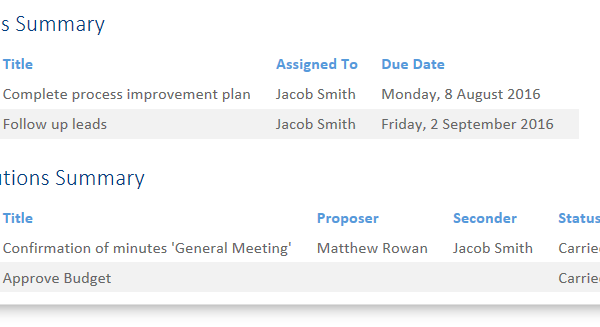 s Summary
Title Assigned To Due Date
Complete process improvement plan Jacob Smith Monday, 8 August 2016
Follow up leads Jacob Smith Friday, 2 September 2016
utions Summary
Title Proposer Seconder Status
Confirmation of minutes 'General Meeting' Matthew Rowan Jacob Smith Carrie
Approve Budget Carrie